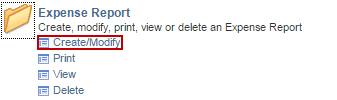 Expense Report
Create, modify, print, view or delete an Expense Report
Create/Modify
Print
View
Delete